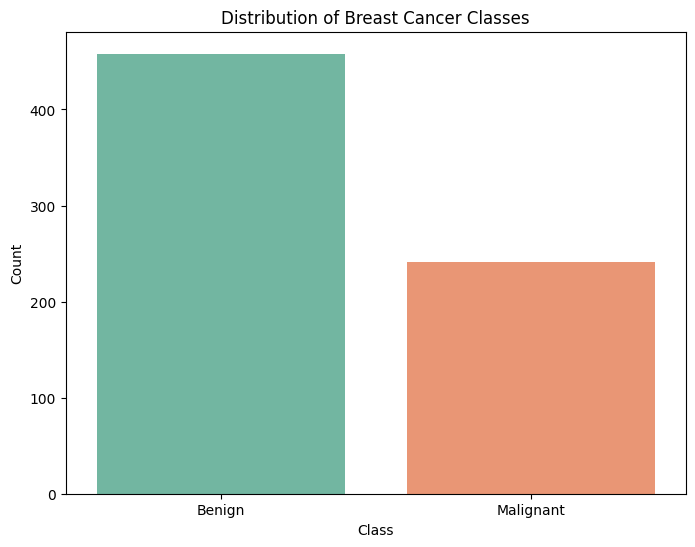 Distribution of Breast Cancer Classes
Count
400
300
200
100
0
Benign
Malignant
Class